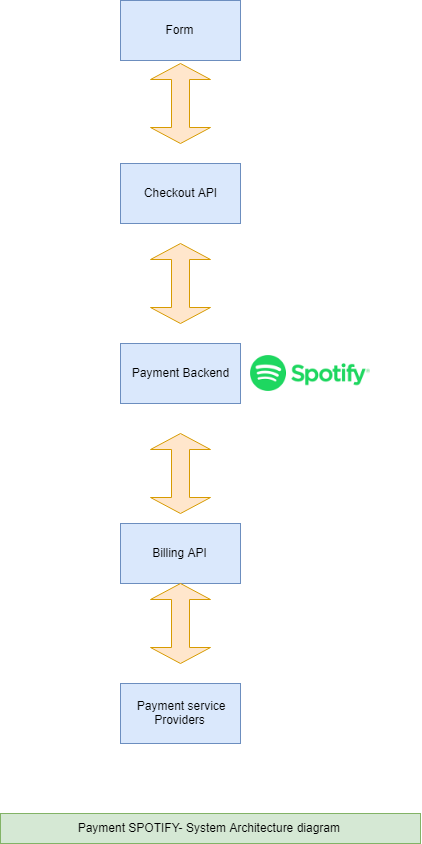 Form
Checkout API
Payment Backend
Spotify
Billing API
Payment service
Providers
Payment SPOTIFY- System Architecture diagram